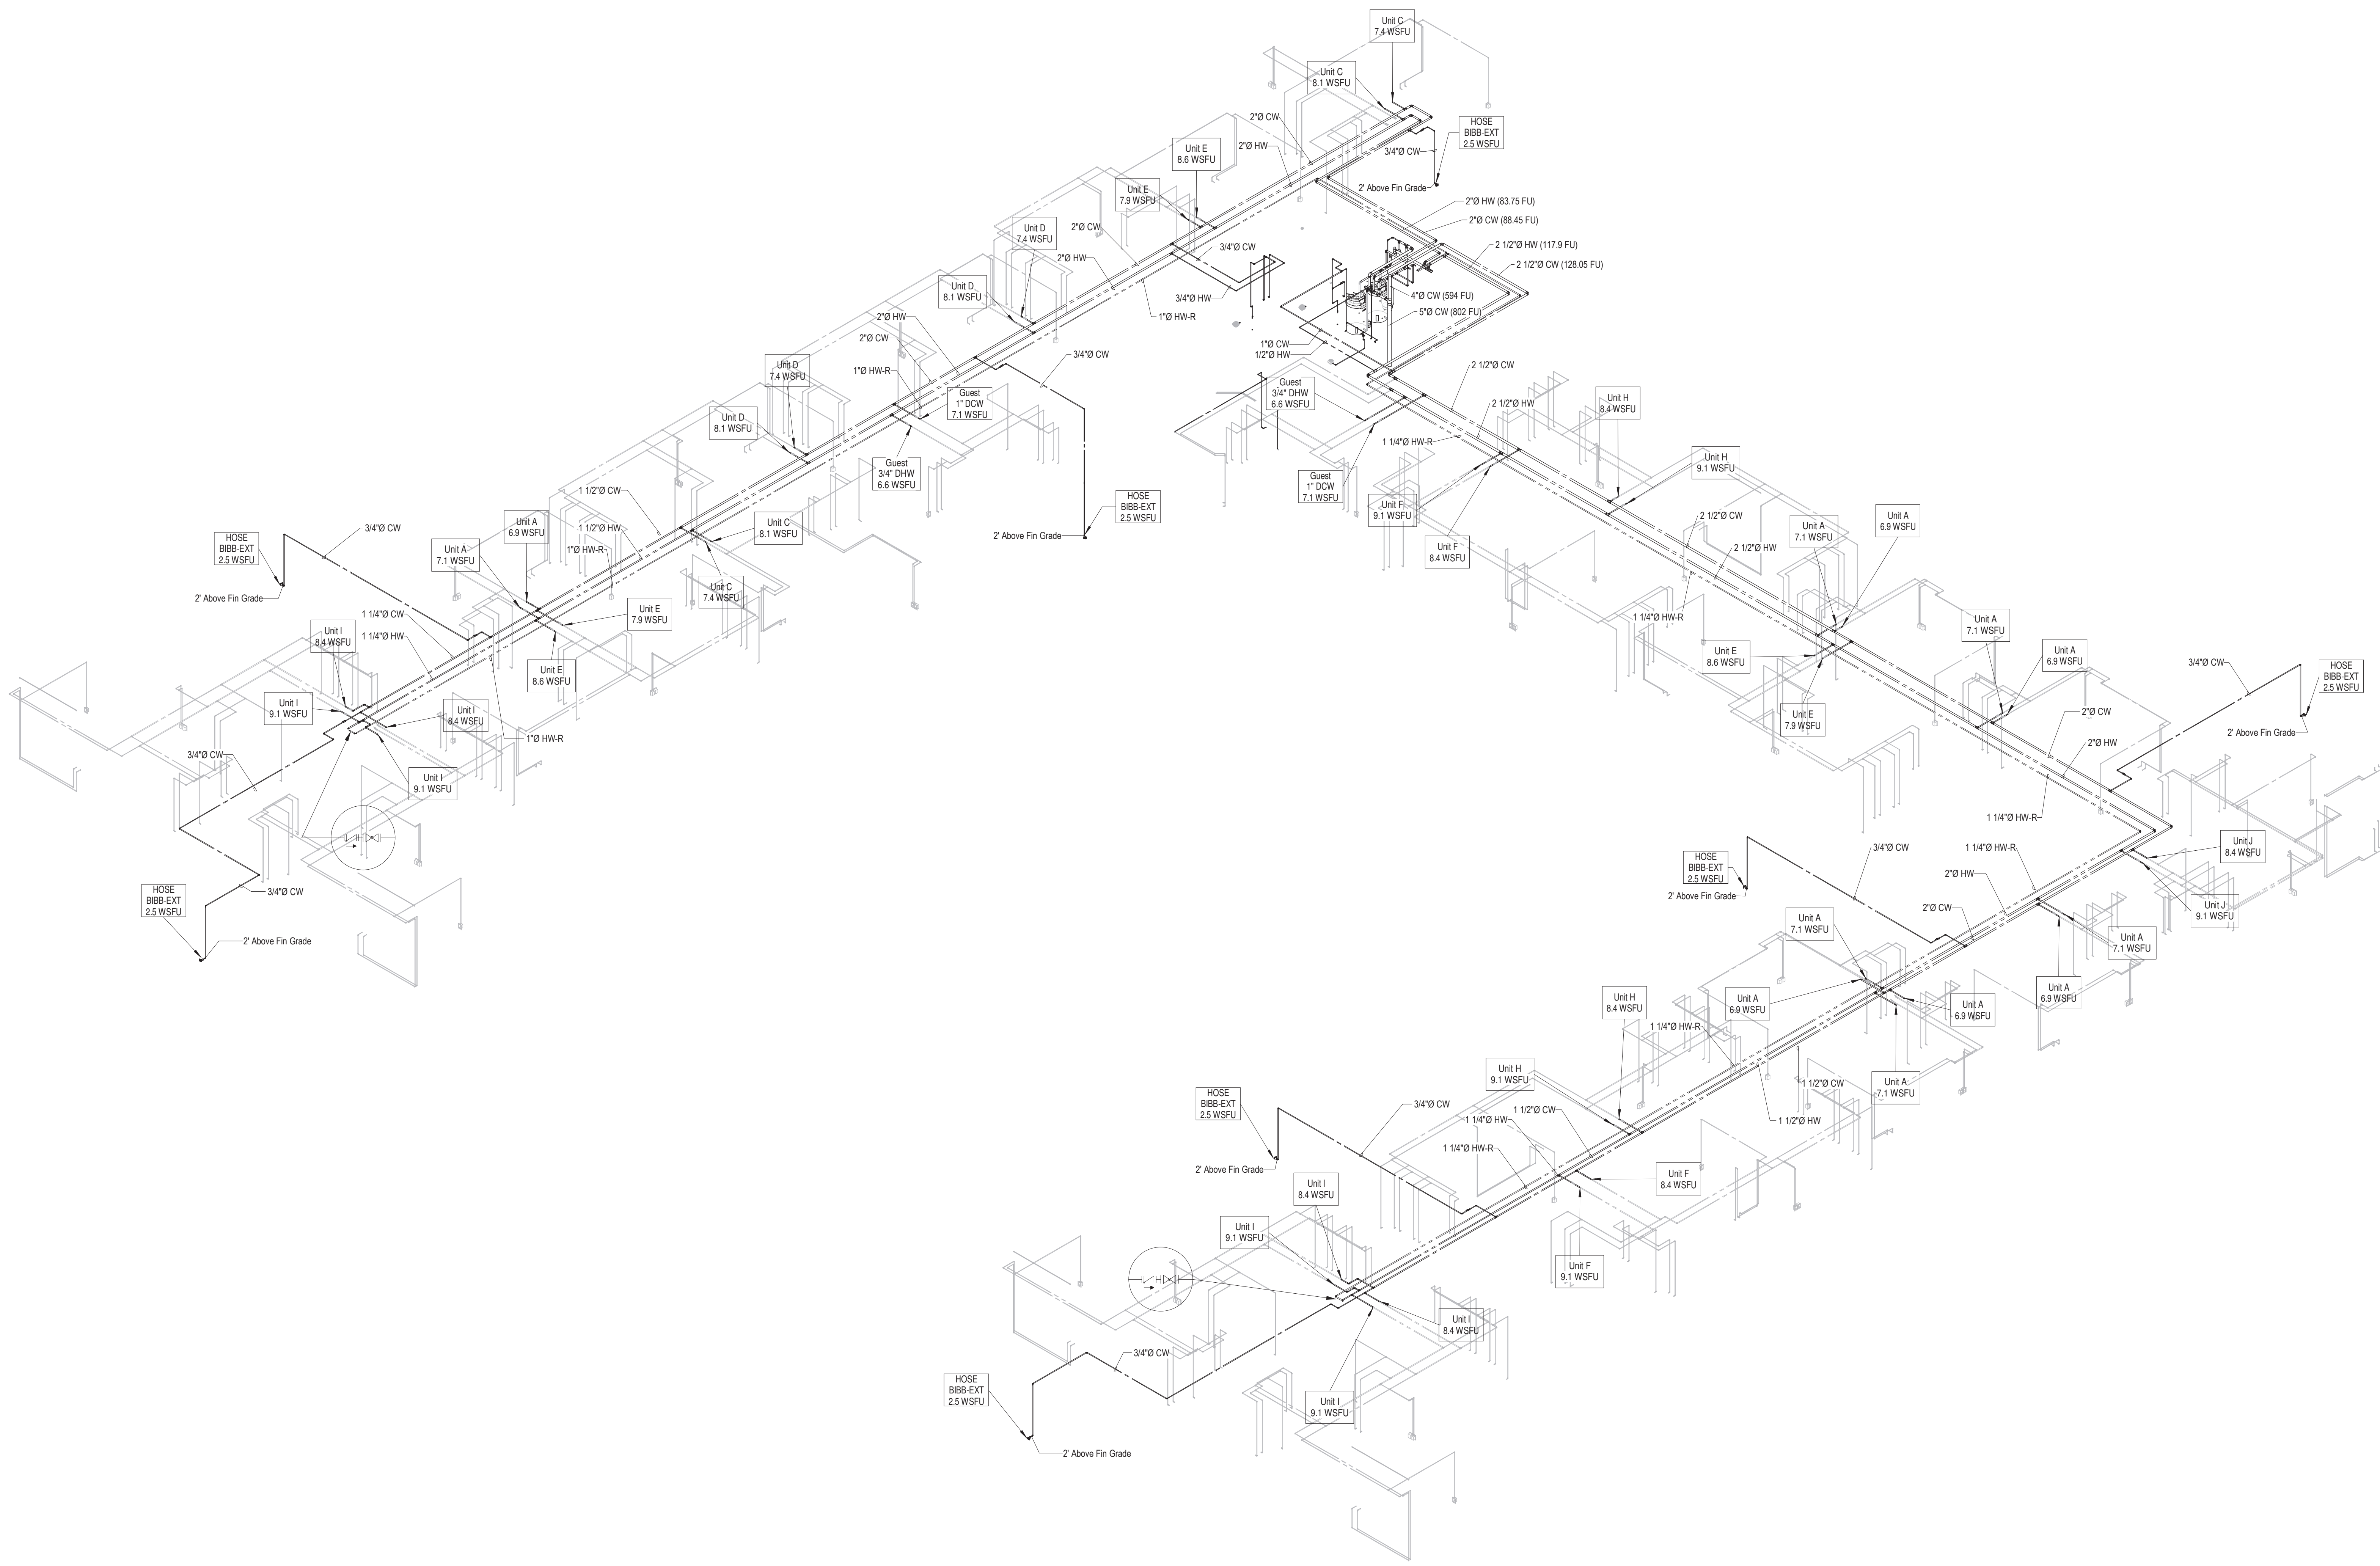 Unit C
7.4 WSFU
Unit C
8.1 WSFU
2"Ø CW
HOSE
BIBB-EXT
2.5 WSFU
2"Ø HW
3/4"Ø CW
Unit E
8.6 WSFU
2' Above Fin Grade
Unit E
7.9 WSFU
2"Ø HW (83.75 FU)
2"Ø CW (88.45 FU)
Unit D
7.4 WSFU
2"Ø CW
3/4"Ø CW
2 1/2"Ø HW (117.9 FU)
2 1/2"Ø CW (128.05 FU)
2"Ø HW
Unit D
8.1 WSFU
3/4"Ø HW
4"Ø CW (594 FU)
5"Ø CW (802 FU)
1"Ø HW-R
2"Ø HW
2"Ø CW
1"Ø CW
1/2"Ø HW
3/4"Ø CW
Unit D
7.4 WSFU
1"Ø HW-R
2 1/2"Ø CW
Guest
1" DCW
7.1 WSFU
Guest
3/4" DHW
6.6 WSFU
Unit H
8.4 WSFU
2 1/2"Ø HW
Unit D
8.1 WSFU
1 1/4"Ø HW-R
Unit H
9.1 WSFU
Guest
3/4" DHW
6.6 WSFU
Guest
1" DCW
7.1 WSFU
1 1/2"Ø CW
HOSE
BIBB-EXT
2.5 WSFU
Unit F
9.1 WSFU
2 1/2"Ø CW
Unit A
6.9 WSFU
Unit A
7.1 WSFU
Unit A
6.9 WSFU
1 1/2"Ø HW
Unit C
8.1 WSFU
3/4"Ø CW
2' Above Fin Grade
HOSE
BIBB-EXT
2.5 WSFU
Unit A
7.1 WSFU
1"Ø HW-R
Unit F
8.4 WSFU
2 1/2"Ø HW
2' Above Fin Grade
Unit C
7.4 WSFU
Unit E
7.9 WSFU
1 1/4"Ø CW
1 1/4"Ø HW-R
Unit A
7.1 WSFU
Unit I
8.4 WSFU
1 1/4"Ø HW
Unit E
8.6 WSFU
Unit E
8.6 WSFU
Unit A
6.9 WSFU
3/4"Ø CW
HOSE
BIBB-EXT
2.5 WSFU
Unit I
9.1 WSFU
Unit I
8.4 WSFU
Unit E
7.9 WSFU
2"Ø CW
2' Above Fin Grade
1"Ø HW-R
2"Ø HW
3/4"Ø CW
Unit I
9.1 WSFU
1 1/4"Ø HW-R
HOSE
BIBB-EXT
2.5 WSFU
3/4"Ø CW
1 1/4"Ø HW-R
Unit J
8.4 WSFU
2"Ø HW
2' Above Fin Grade
3/4"Ø CW
HOSE
BIBB-EXT
2.5 WSFU
2"Ø CW
Unit J
9.1 WSFU
Unit A
7.1 WSFU
Unit A
7.1 WSFU
2' Above Fin Grade
Unit A
6.9 WSFU
Unit H
8.4 WSFU
Unit A
6.9 WSFU
Unit A
6.9 WSFU
1 1/4"Ø HW-R
Unit H
9.1 WSFU
1 1/2"Ø CW
Unit A
7.1 WSFU
HOSE
BIBB-EXT
2.5 WSFU
3/4"Ø CW
1 1/2"Ø CW
1 1/4"Ø HW
1 1/2"Ø HW
1 1/4"Ø HW-R
2' Above Fin Grade
Unit F
8.4 WSFU
Unit I
8.4 WSFU
Unit I
9.1 WSFU
Unit F
9.1 WSFU
Unit I
8.4 WSFU
3/4"Ø CW
HOSE
BIBB-EXT
2.5 WSFU
Unit I
9.1 WSFU
2' Above Fin Grade